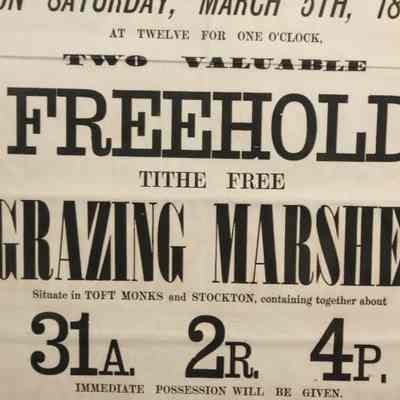 ON SATURDAY, MARCH 5TH, 18
AT TWELVE FOR ONE O'CLOCK,
TWO VALUABLE
FREEHOLD
TITHE FREE
GRAZING MARSHE
Situate in TOFT MONKS and STOCKTON, containing together about
31A. 2R. 4P.
IMMEDIATE POSSESSION WILL BE GIVEN.